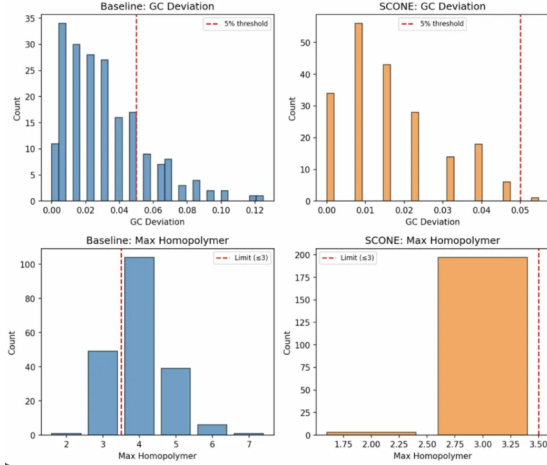 Baseline: GC Deviation
35
30
25
20
15
10
5
0
Count
5% threshold
0.00 0.02 0.04 0.06 0.08 0.10 0.12
GC Deviation
SCONE: GC Deviation
50
40
30
20
10
0
Count
5% threshold
0.00 0.01 0.02 0.03 0.04 0.05
GC Deviation
Baseline: Max Homopolymer
100
80
60
40
20
0
Count
Limit (≤3)
2 3 4 5 6 7
Max Homopolymer
SCONE: Max Homopolymer
200
175
150
125
100
75
50
25
0
Count
Limit (≤3)
1.75 2.00 2.25 2.50 2.75 3.00 3.25 3.50
Max Homopolymer